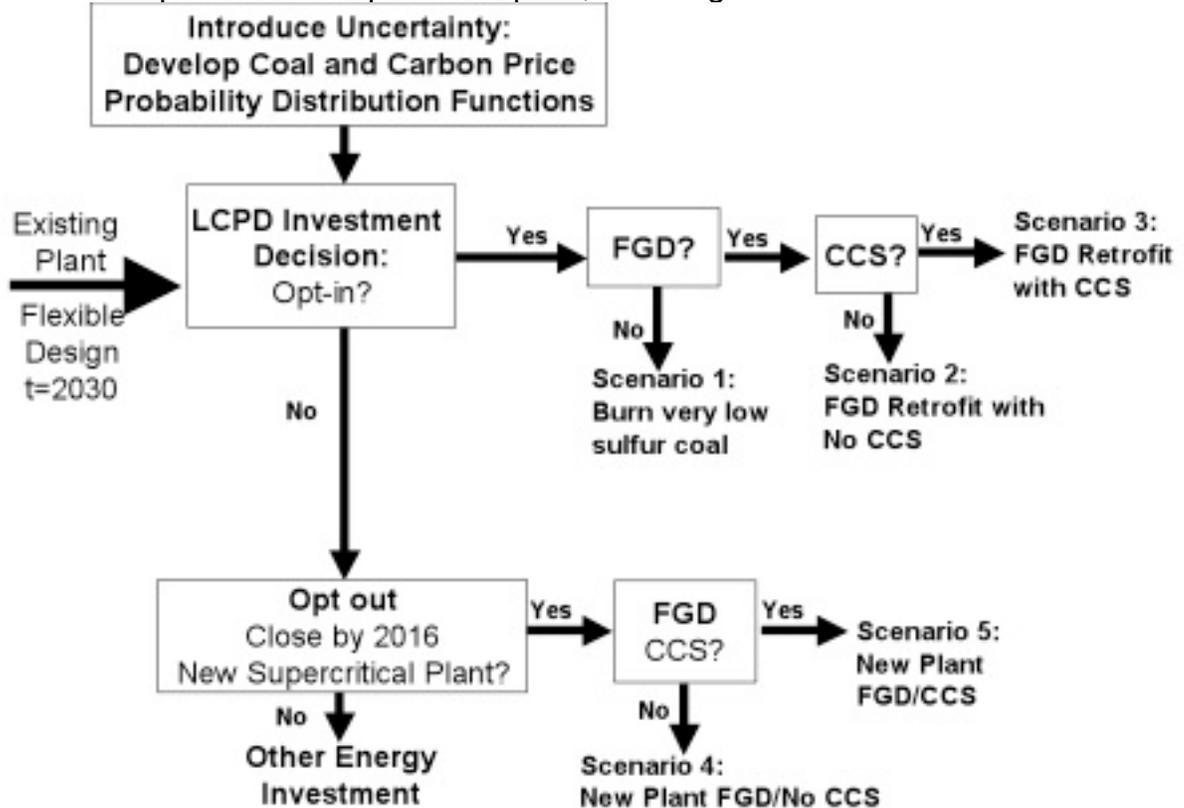 Introduce Uncertainty:
Develop Coal and Carbon Price
Probability Distribution Functions
Existing
Plant
Flexible
Design
t=2030
LCPD Investment
Decision:
Opt-in?
Yes
FGD?
Yes
CCS?
Yes
Scenario 3:
FGD Retrofit
with CCS
No
Scenario 1:
Burn very low
sulfur coal
No
Scenario 2:
FGD Retrofit with
No CCS
No
Opt out
Close by 2016
New Supercritical Plant?
Yes
FGD
CCS?
Yes
Scenario 5:
New Plant
FGD/CCS
No
Other Energy
Investment
No
Scenario 4:
New Plant FGD/No CCS